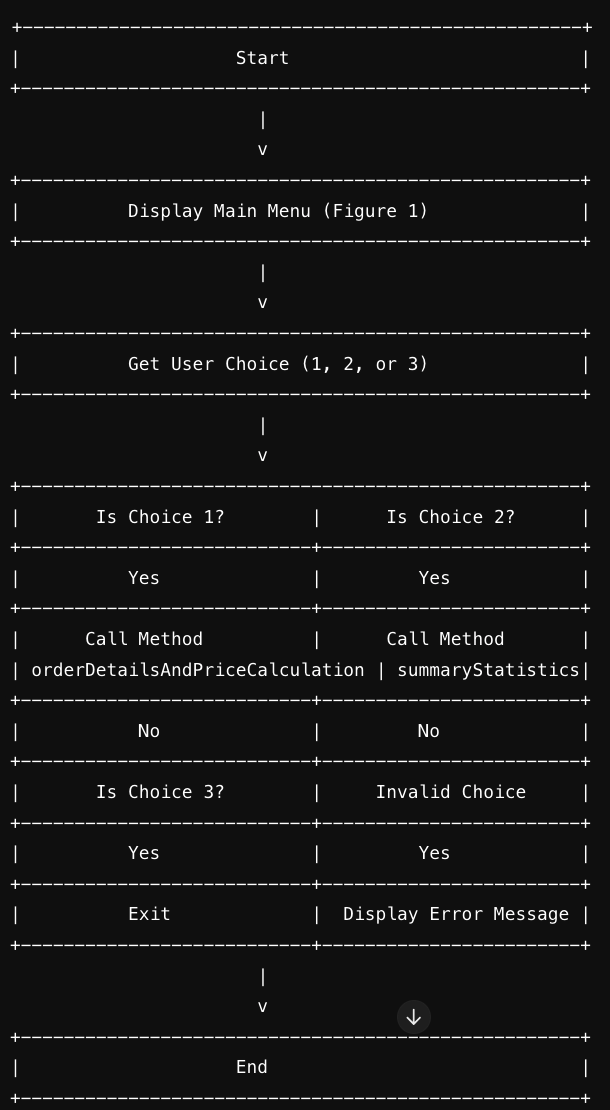 +----------------------------------------------------+
|                    Start                           |
+----------------------------------------------------+
                       |
                       v
+----------------------------------------------------+
|          Display Main Menu (Figure 1)              |
+----------------------------------------------------+
                       |
                       v
+----------------------------------------------------+
|          Get User Choice (1, 2, or 3)              |
+----------------------------------------------------+
                       |
                       v
+----------------------------------------------------+
|       Is Choice 1?        |      Is Choice 2?      |
+---------------------------+------------------------+
|          Yes              |         Yes            |
+---------------------------+------------------------+
|      Call Method          |      Call Method       |
| orderDetailsAndPriceCalculation | summaryStatistics|
+---------------------------+------------------------+
|           No              |         No             |
+---------------------------+------------------------+
|       Is Choice 3?        |     Invalid Choice     |
+---------------------------+------------------------+
|          Yes              |         Yes            |
+---------------------------+------------------------+
|          Exit             |  Display Error Message |
+---------------------------+------------------------+
                       |
                       v
+----------------------------------------------------+
|                    End                             |
+----------------------------------------------------+